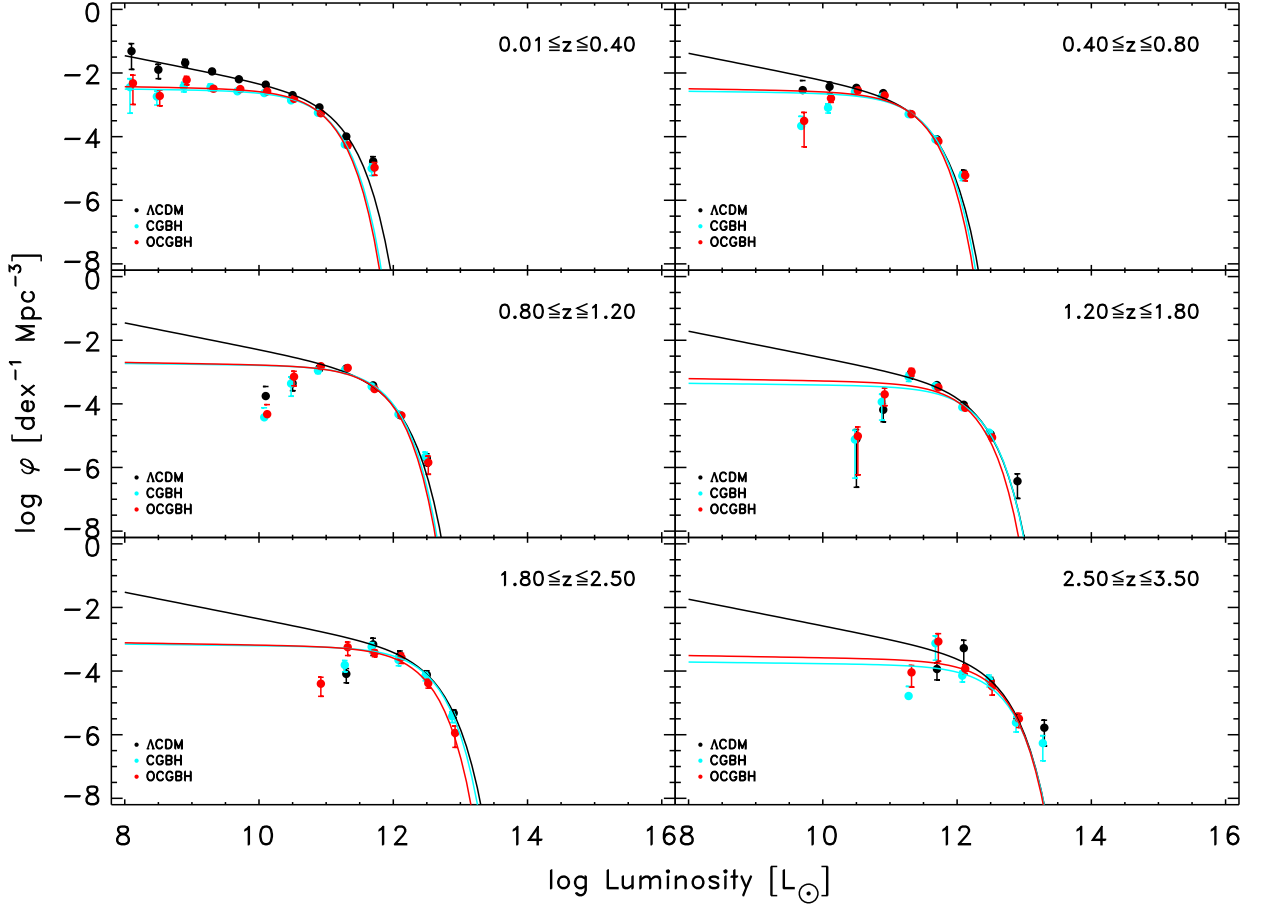 0.01≦z≦0.40
0
−2
−4
−6
−8
ΛCDM
CGBH
OCGBH
0.40≦z≦0.80
ΛCDM
CGBH
OCGBH
0.80≦z≦1.20
0
−2
−4
−6
−8
ΛCDM
CGBH
OCGBH
1.20≦z≦1.80
ΛCDM
CGBH
OCGBH
1.80≦z≦2.50
0
−2
−4
−6
−8
ΛCDM
CGBH
OCGBH
2.50≦z≦3.50
ΛCDM
CGBH
OCGBH
log φ [dex⁻¹ Mpc⁻³]
8 10 12 14 16 8 10 12 14 16
log Luminosity [L☉]